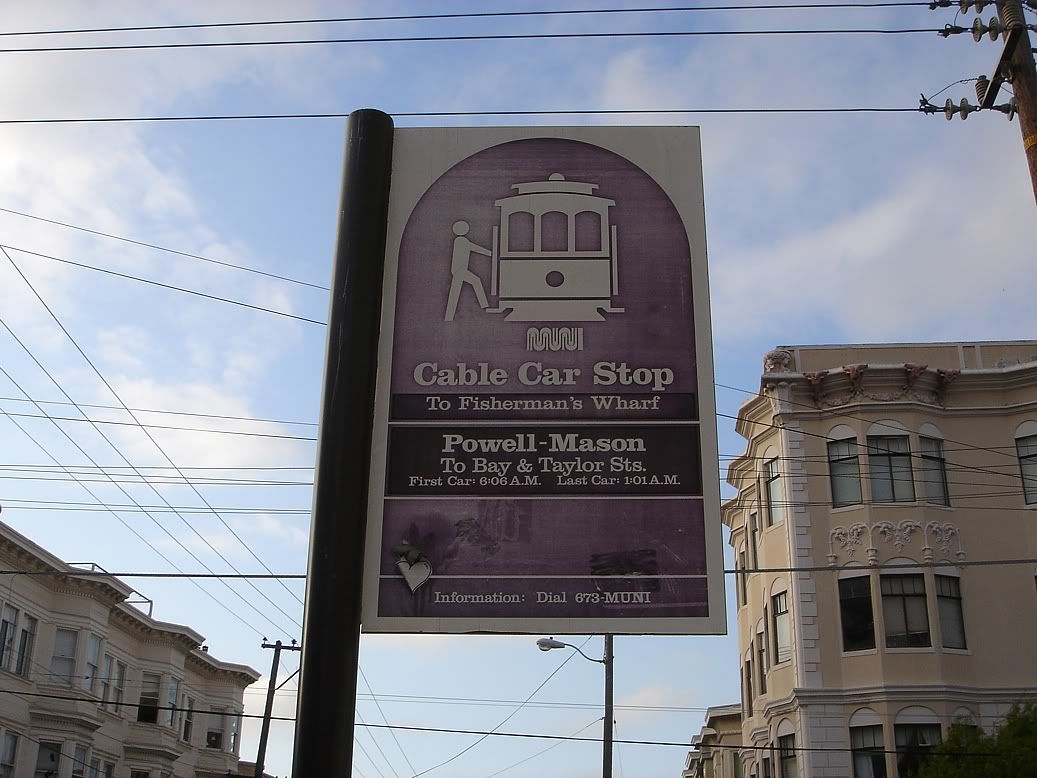 MUNI
Cable Car Stop
To Fisherman's Wharf
Powell-Mason
To Bay & Taylor Sts.
First Car: 6:06 A.M. Last Car: 1:01 A.M.
Information: Dial 673-MUNI